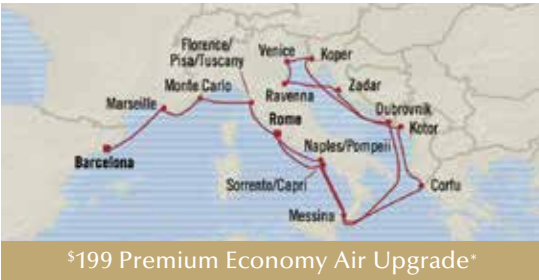 Florence/
Pisa/Tuscany
Venice
Koper
Monte Carlo
Zadar
Marseille
Ravenna
Dubrovnik
Rome
Kotor
Naples/Pompeii
Barcelona
Sorrento/Capri
Corfu
Messina
$199 Premium Economy Air Upgrade*